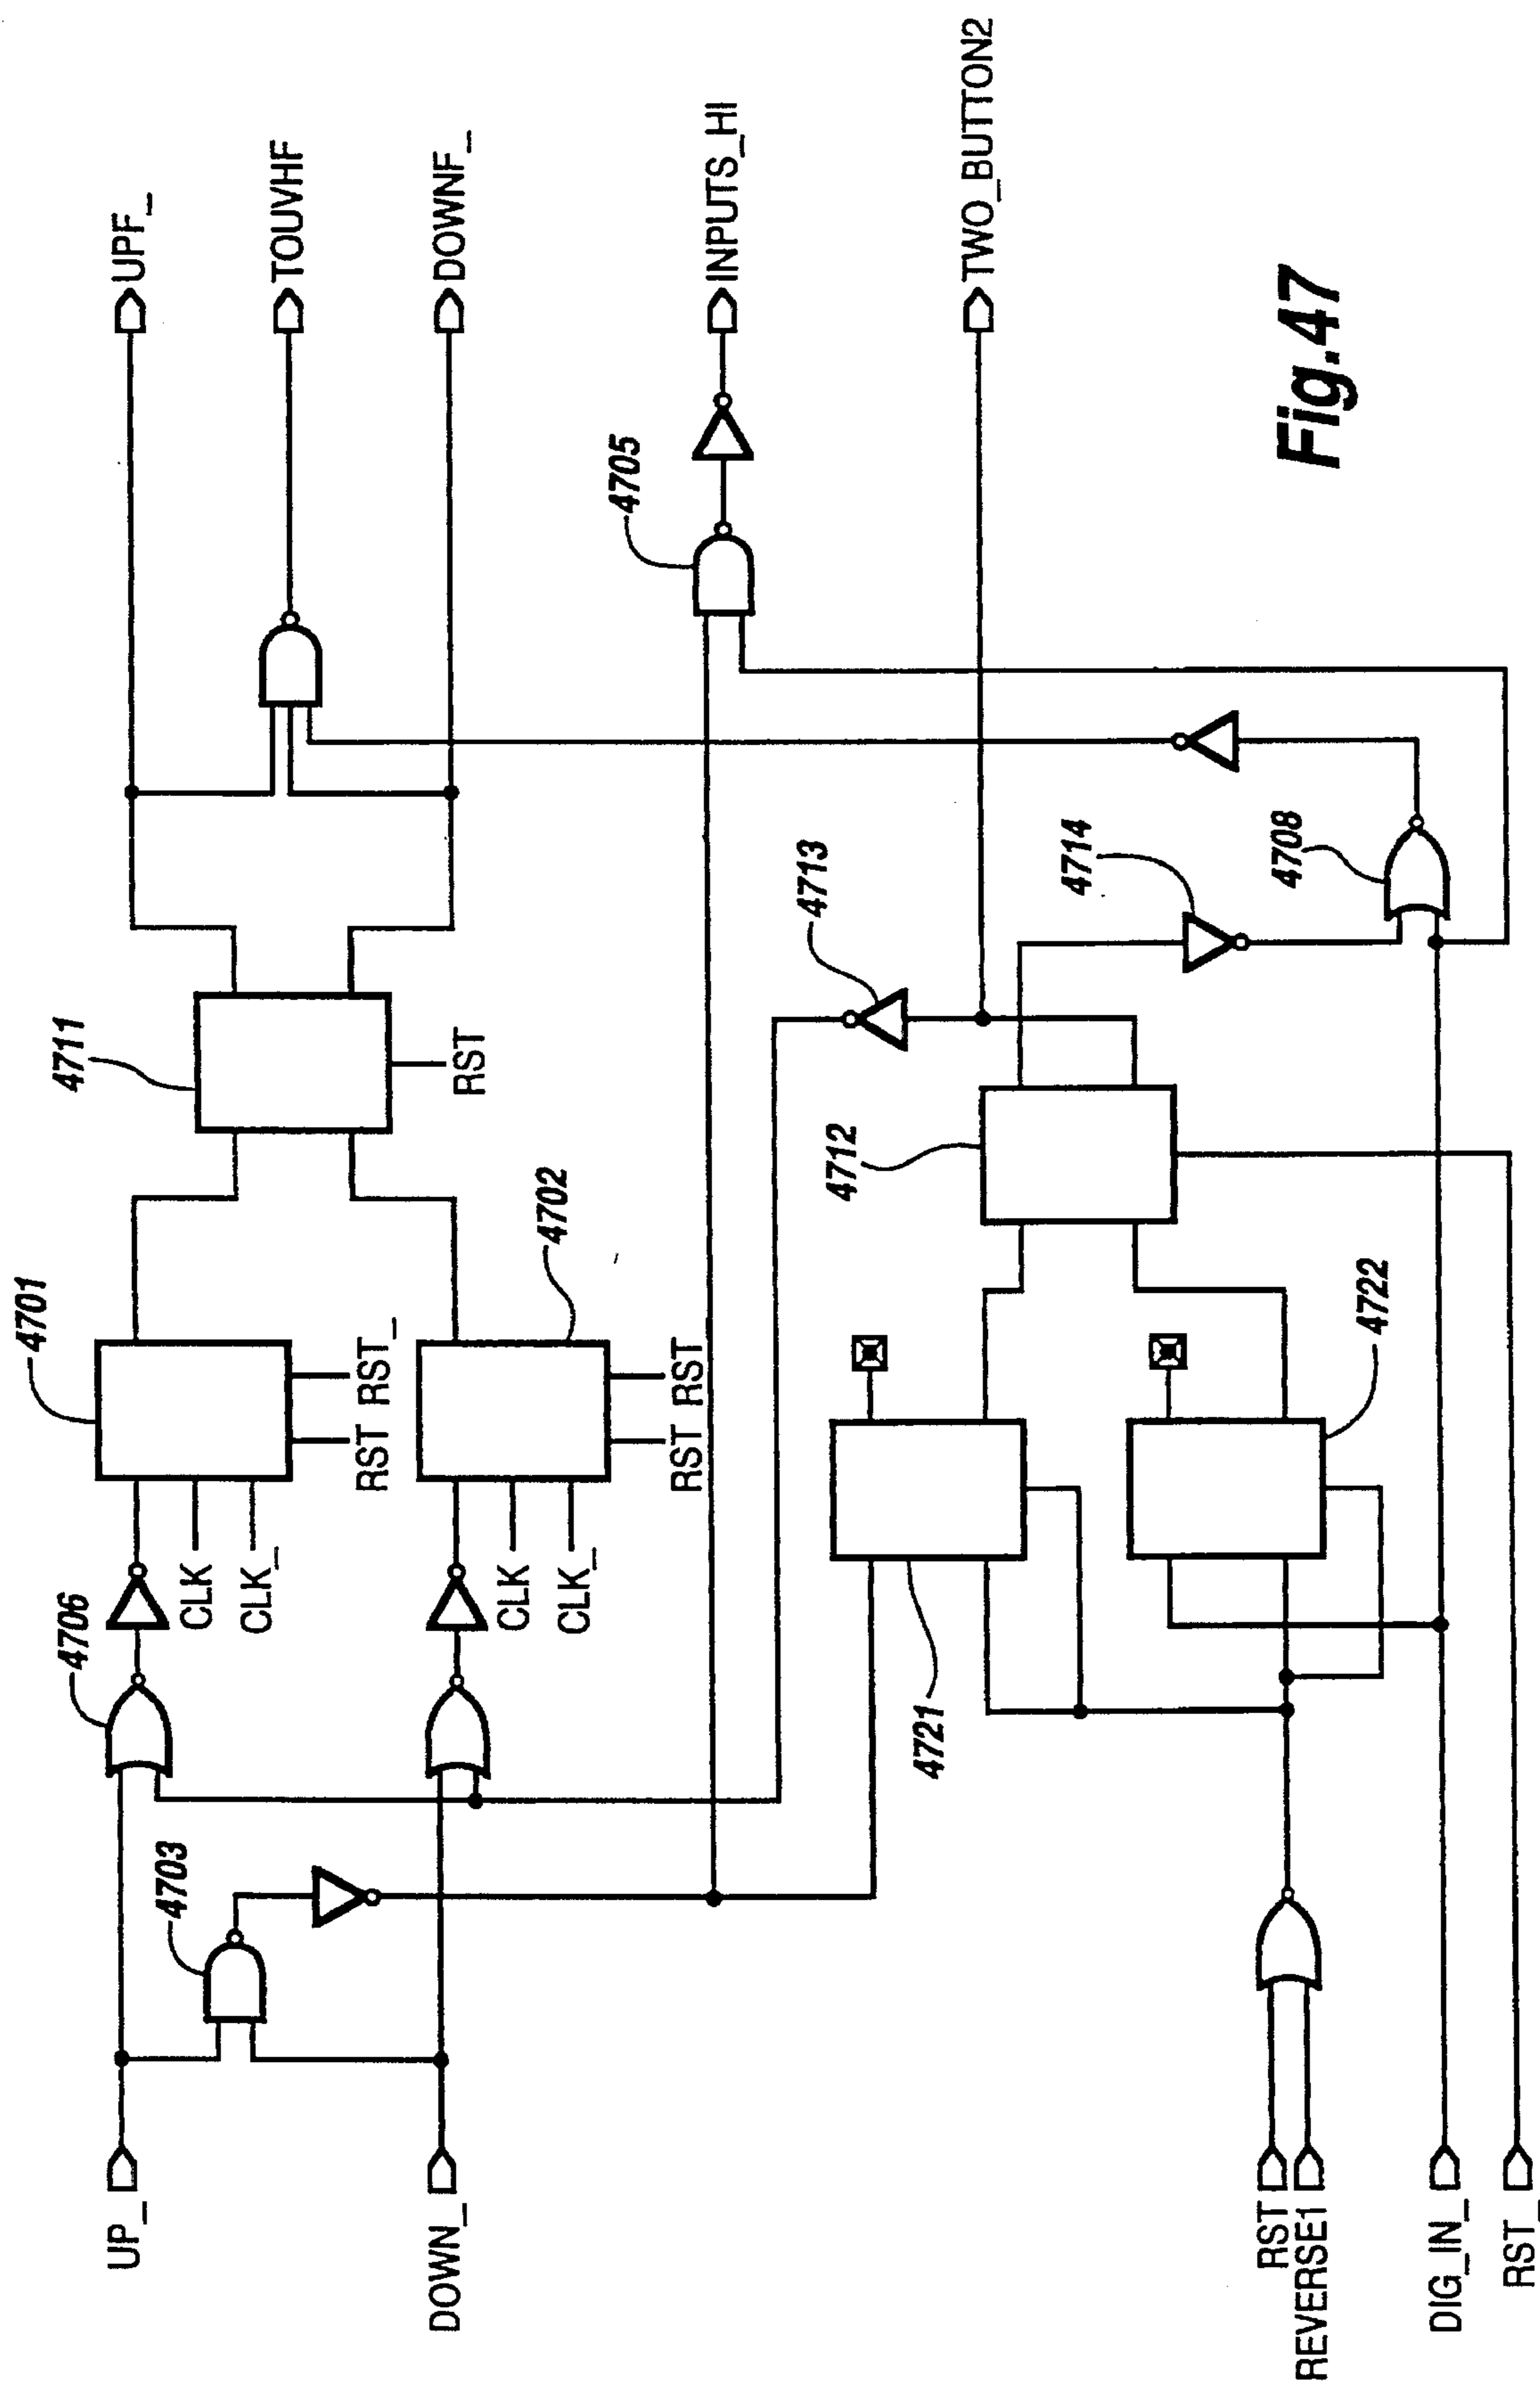 4701
4711
UPF_
4706
TOUVHF
UP_
CLK
CLK_
RST
RST_
4703
RST
DOWNF_
4702
DOWN_
CLK
CLK_
RST
RST
4705
INPUTS_HI
4713
4712
TWO_BUTTON2
4721
4714
4722
4708
RST
REVERSE1
DIG_IN_
RST_
Fig.47